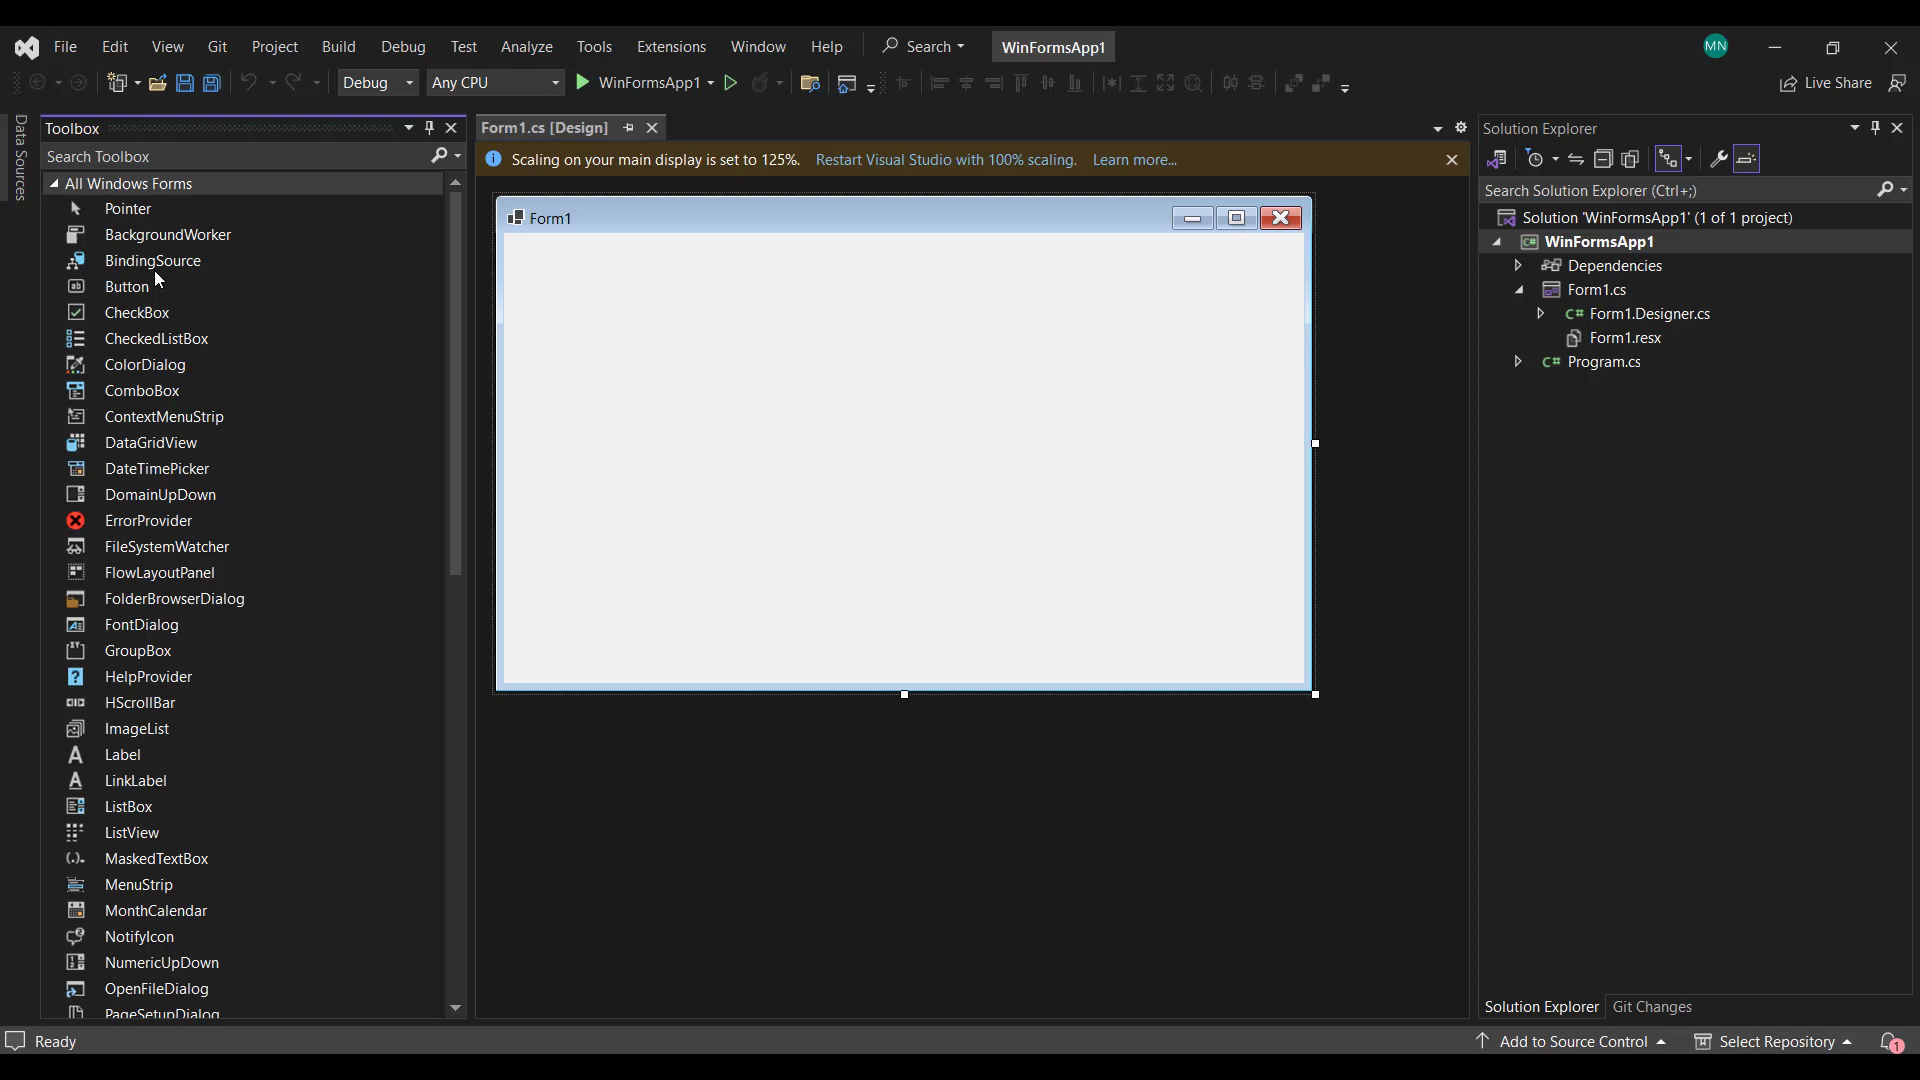 File Edit View Git Project Build Debug Test Analyze Tools Extensions Window Help Search WinFormsApp1 MN
Debug Any CPU WinFormsApp1 Live Share
Data Sources
Toolbox
Search Toolbox
All Windows Forms
Pointer
BackgroundWorker
BindingSource
Button
CheckBox
CheckedListBox
ColorDialog
ComboBox
ContextMenuStrip
DataGridView
DateTimePicker
DomainUpDown
ErrorProvider
FileSystemWatcher
FlowLayoutPanel
FolderBrowserDialog
FontDialog
GroupBox
HelpProvider
HScrollBar
ImageList
Label
LinkLabel
ListBox
ListView
MaskedTextBox
MenuStrip
MonthCalendar
NotifyIcon
NumericUpDown
OpenFileDialog
PageSetupDialog
Form1.cs [Design]
Scaling on your main display is set to 125%. Restart Visual Studio with 100% scaling. Learn more...
Form1
Solution Explorer
Search Solution Explorer (Ctrl+;)
Solution 'WinFormsApp1' (1 of 1 project)
WinFormsApp1
Dependencies
Form1.cs
C# Form1.Designer.cs
Form1.resx
C# Program.cs
Solution Explorer Git Changes
Ready Add to Source Control Select Repository 1